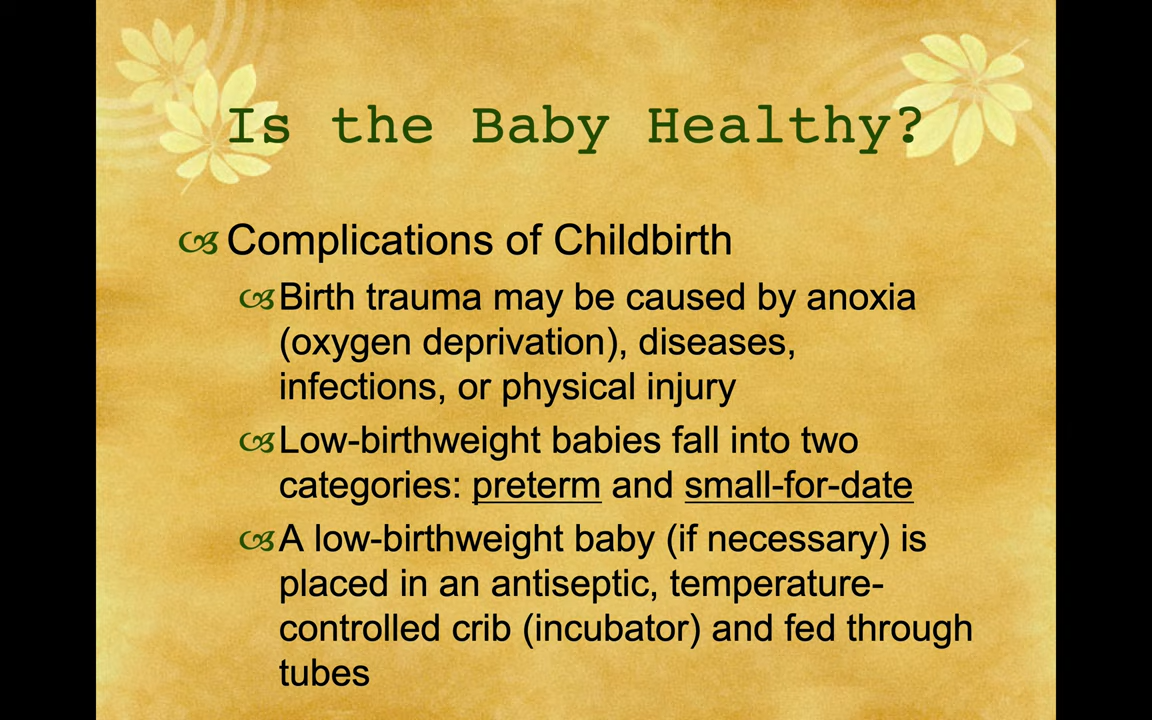 Is the Baby Healthy?
Complications of Childbirth
Birth trauma may be caused by anoxia
(oxygen deprivation), diseases,
infections, or physical injury
Low-birthweight babies fall into two
categories: preterm and small-for-date
A low-birthweight baby (if necessary) is
placed in an antiseptic, temperature-
controlled crib (incubator) and fed through
tubes